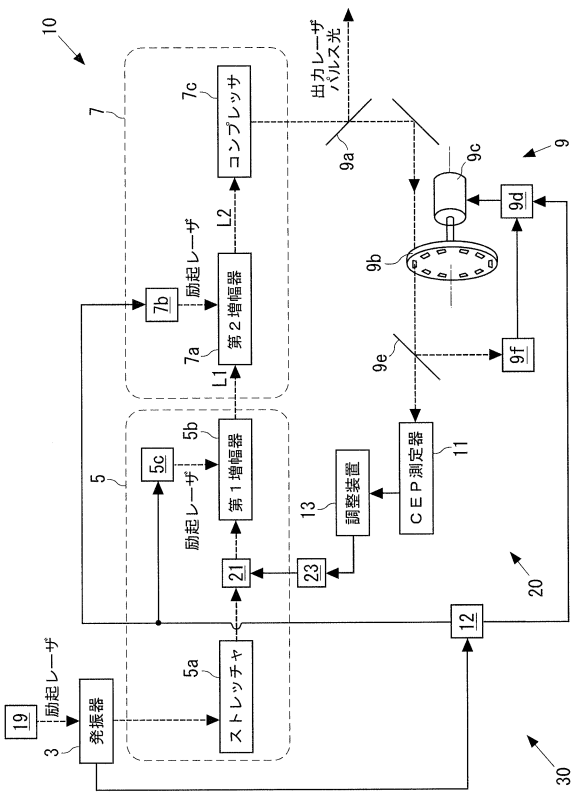 10
7
7c
コンプレッサ
出力レーザ
パルス光
9a
L2
励起レーザ
7b
第２増幅器
7a
L1
9c
9
9b
9d
9e
9f
5
5b
第１増幅器
5c
励起レーザ
21
23
13
調整装置
CEP測定器
11
20
5a
ストレッチャ
12
19
励起レーザ
発振器
3
30